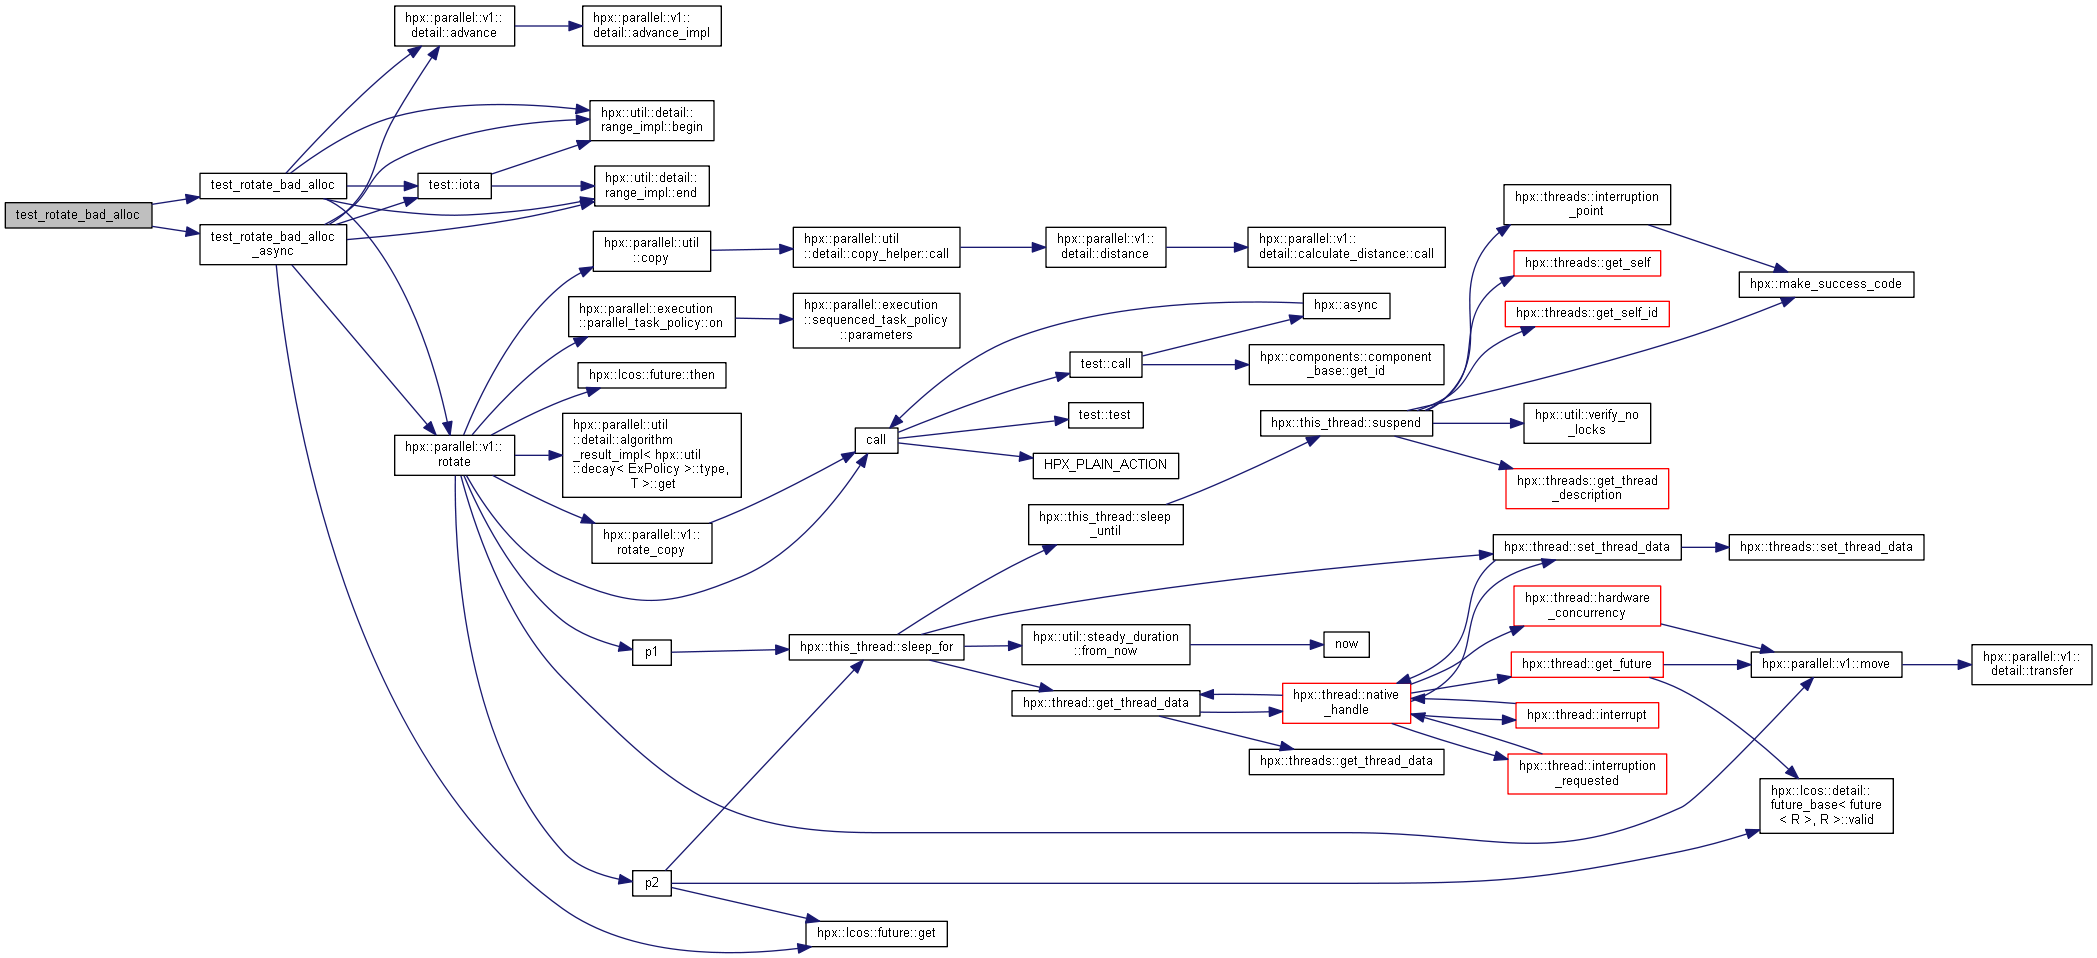 test_rotate_bad_alloc
test_rotate_bad_alloc
test_rotate_bad_alloc
_async
hpx::parallel::v1::
detail::advance
hpx::parallel::v1::
detail::advance_impl
hpx::util::detail::
range_impl::begin
test::iota
hpx::util::detail::
range_impl::end
hpx::parallel::v1::
rotate
hpx::parallel::util
::copy
hpx::parallel::util
::detail::copy_helper::call
hpx::parallel::v1::
detail::distance
hpx::parallel::v1::
detail::calculate_distance::call
hpx::parallel::execution
::parallel_task_policy::on
hpx::parallel::execution
::sequenced_task_policy
::parameters
hpx::lcos::future::then
hpx::parallel::util
::detail::algorithm
_result_impl< hpx::util
::decay< ExPolicy >::type,
T >::get
hpx::parallel::v1::
rotate_copy
call
hpx::async
test::call
hpx::components::component
_base::get_id
test::test
HPX_PLAIN_ACTION
p1
p2
hpx::this_thread::sleep_for
hpx::this_thread::sleep
_until
hpx::this_thread::suspend
hpx::threads::interruption
_point
hpx::threads::get_self
hpx::threads::get_self_id
hpx::make_success_code
hpx::util::verify_no
_locks
hpx::threads::get_thread
_description
hpx::thread::set_thread_data
hpx::threads::set_thread_data
hpx::util::steady_duration
::from_now
now
hpx::thread::get_thread_data
hpx::thread::native
_handle
hpx::threads::get_thread_data
hpx::thread::hardware
_concurrency
hpx::thread::get_future
hpx::thread::interrupt
hpx::thread::interruption
_requested
hpx::parallel::v1::move
hpx::parallel::v1::
detail::transfer
hpx::lcos::detail::
future_base< future
< R >, R >::valid
hpx::lcos::future::get